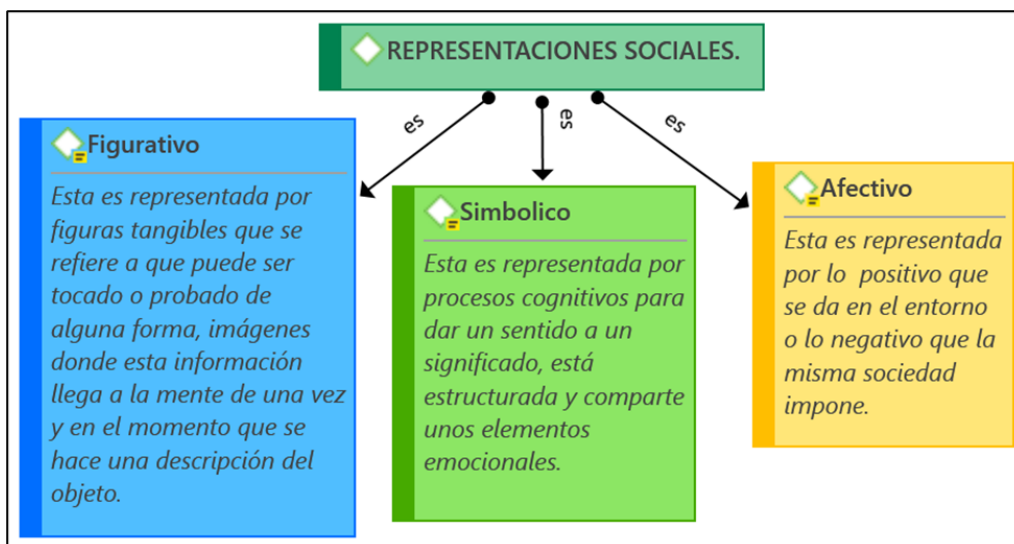 REPRESENTACIONES SOCIALES.
es
es
es
Figurativo
Esta es representada por
figuras tangibles que se
refiere a que puede ser
tocado o probado de
alguna forma, imágenes
donde esta información
llega a la mente de una vez
y en el momento que se
hace una descripción del
objeto.
Simbolico
Esta es representada por
procesos cognitivos para
dar un sentido a un
significado, está
estructurada y comparte
unos elementos
emocionales.
Afectivo
Esta es representada
por lo  positivo que
se da en el entorno
o lo negativo que la
misma sociedad
impone.